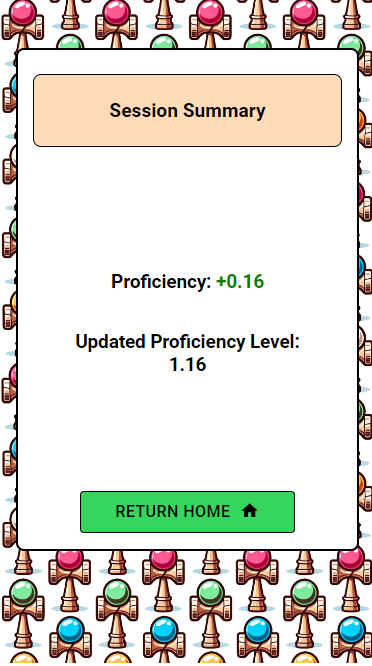 Session Summary
Proficiency: +0.16
Updated Proficiency Level:
1.16
RETURN HOME